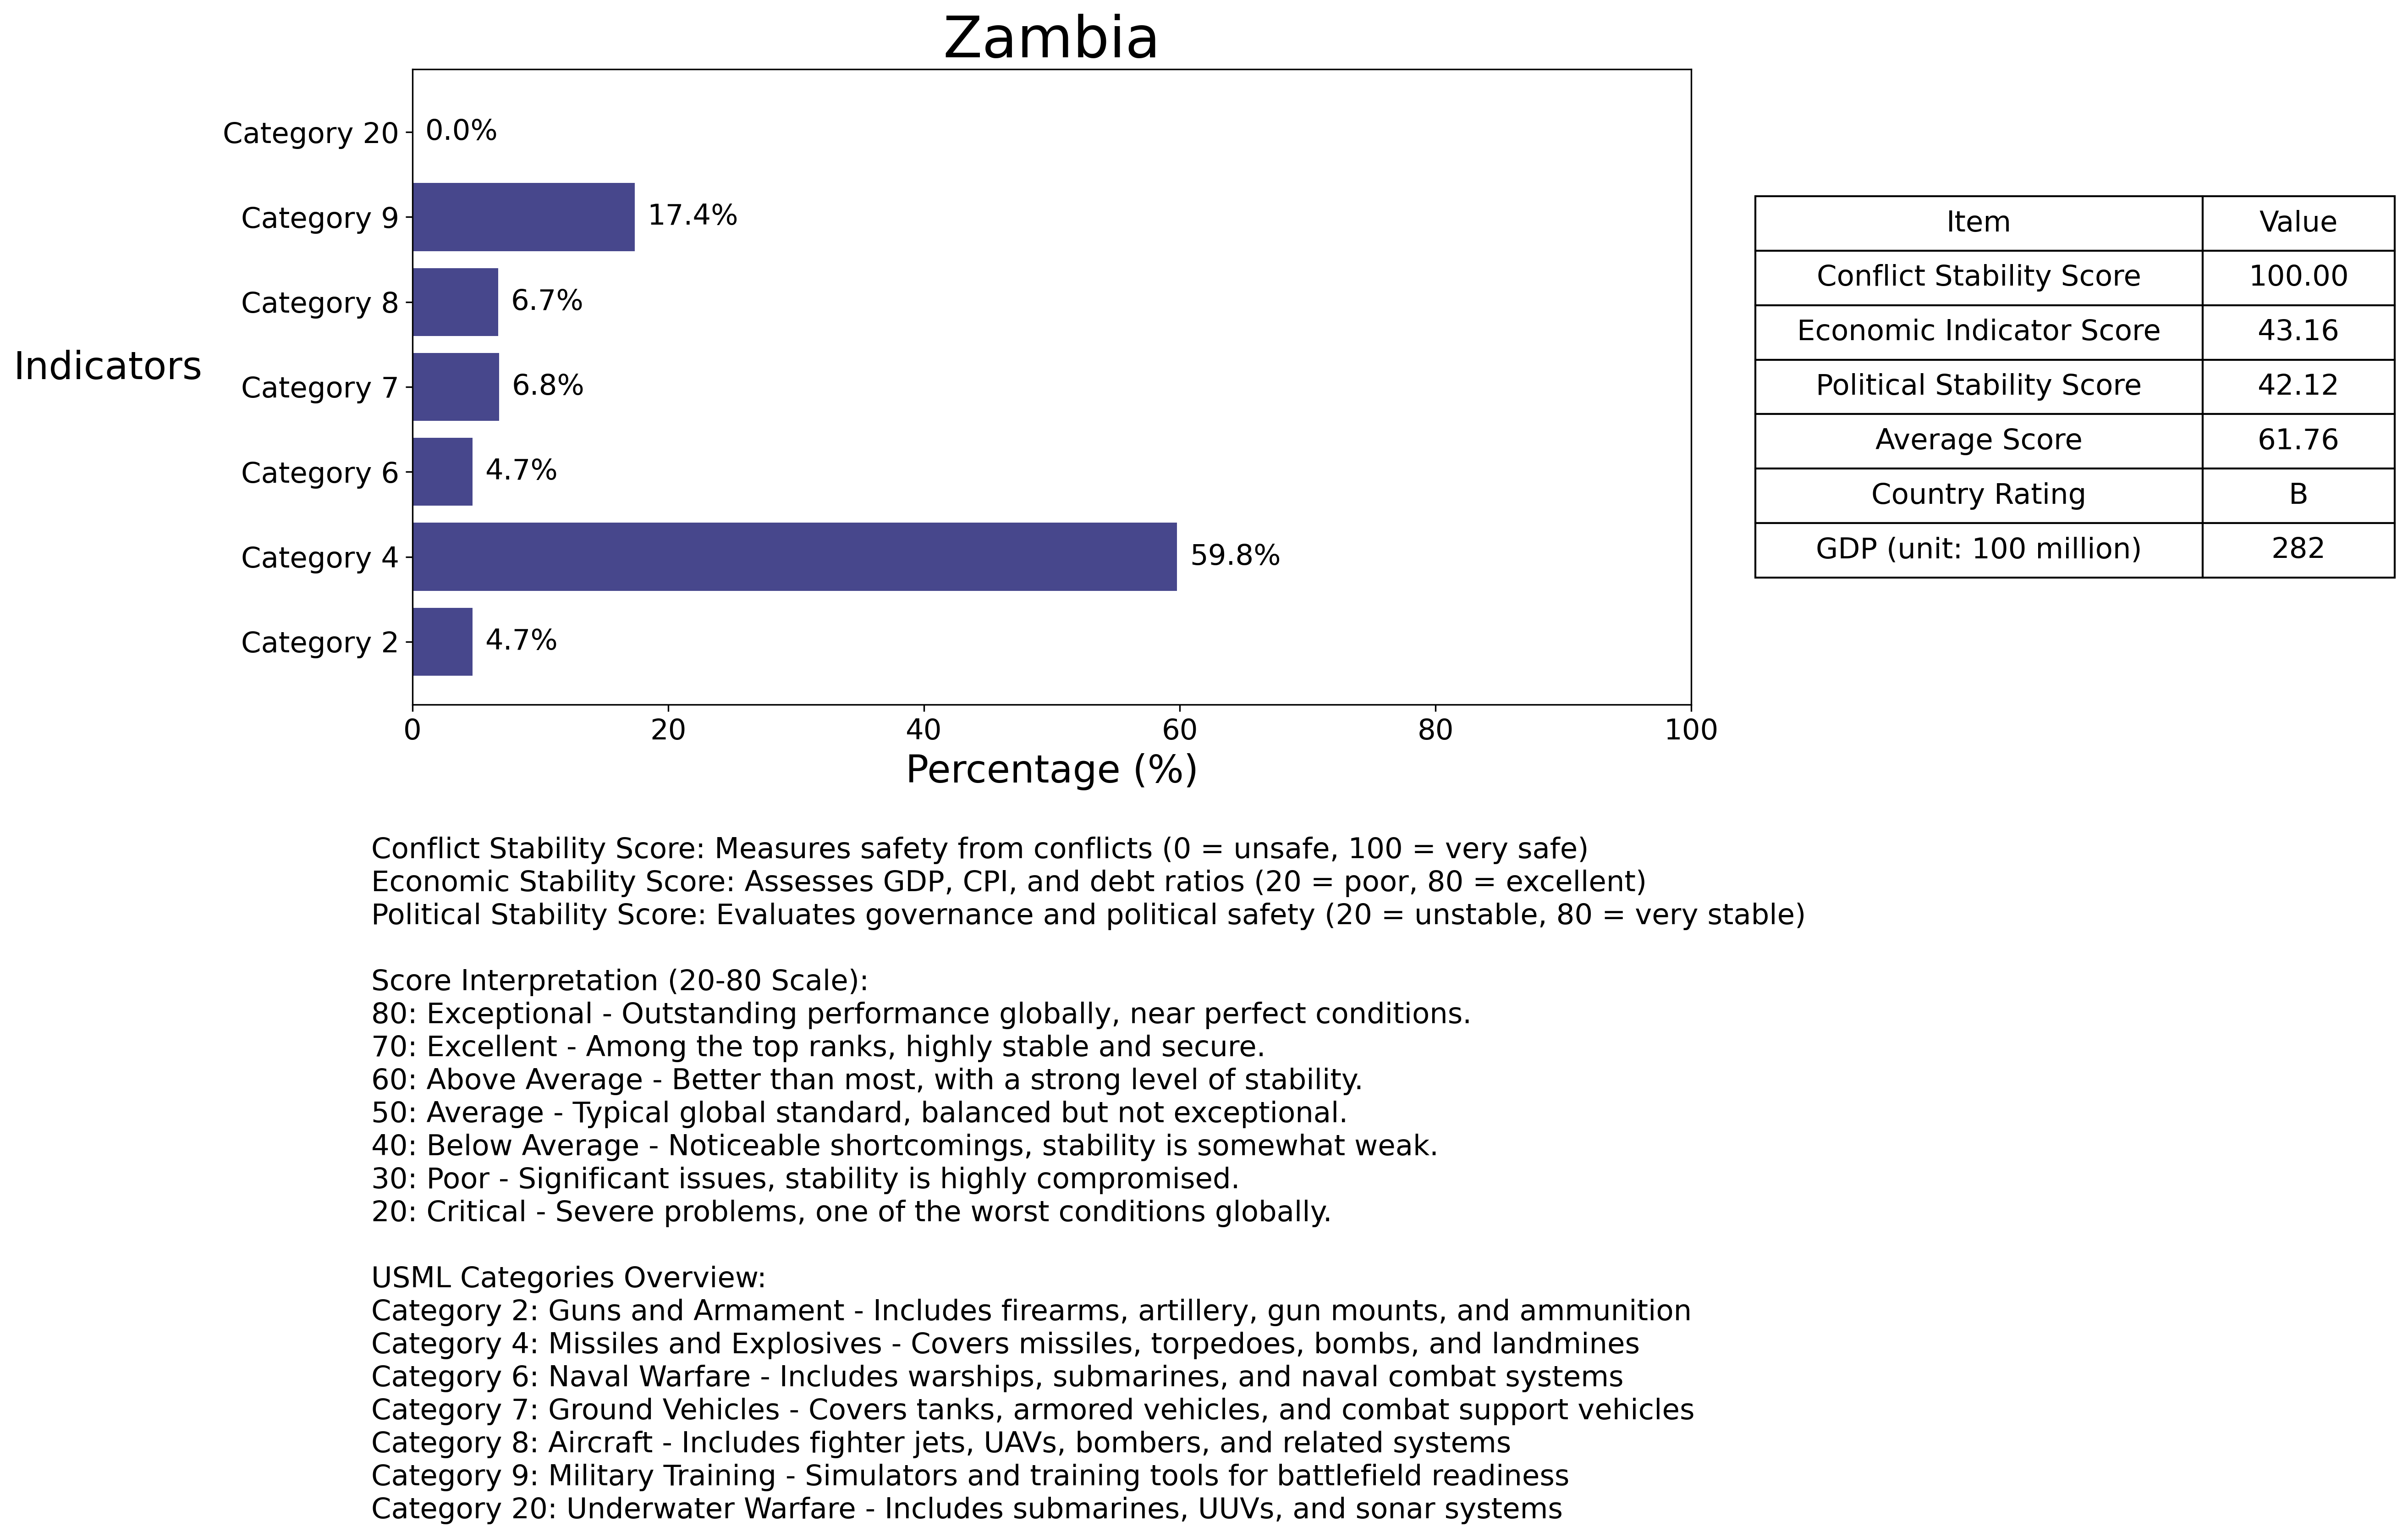 Zambia
Indicators
Category 20 0.0%
Category 9 17.4%
Category 8 6.7%
Category 7 6.8%
Category 6 4.7%
Category 4 59.8%
Category 2 4.7%
0 20 40 60 80 100
Percentage (%)
Item Value
Conflict Stability Score 100.00
Economic Indicator Score 43.16
Political Stability Score 42.12
Average Score 61.76
Country Rating B
GDP (unit: 100 million) 282
Conflict Stability Score: Measures safety from conflicts (0 = unsafe, 100 = very safe)
Economic Stability Score: Assesses GDP, CPI, and debt ratios (20 = poor, 80 = excellent)
Political Stability Score: Evaluates governance and political safety (20 = unstable, 80 = very stable)
Score Interpretation (20-80 Scale):
80: Exceptional - Outstanding performance globally, near perfect conditions.
70: Excellent - Among the top ranks, highly stable and secure.
60: Above Average - Better than most, with a strong level of stability.
50: Average - Typical global standard, balanced but not exceptional.
40: Below Average - Noticeable shortcomings, stability is somewhat weak.
30: Poor - Significant issues, stability is highly compromised.
20: Critical - Severe problems, one of the worst conditions globally.
USML Categories Overview:
Category 2: Guns and Armament - Includes firearms, artillery, gun mounts, and ammunition
Category 4: Missiles and Explosives - Covers missiles, torpedoes, bombs, and landmines
Category 6: Naval Warfare - Includes warships, submarines, and naval combat systems
Category 7: Ground Vehicles - Covers tanks, armored vehicles, and combat support vehicles
Category 8: Aircraft - Includes fighter jets, UAVs, bombers, and related systems
Category 9: Military Training - Simulators and training tools for battlefield readiness
Category 20: Underwater Warfare - Includes submarines, UUVs, and sonar systems